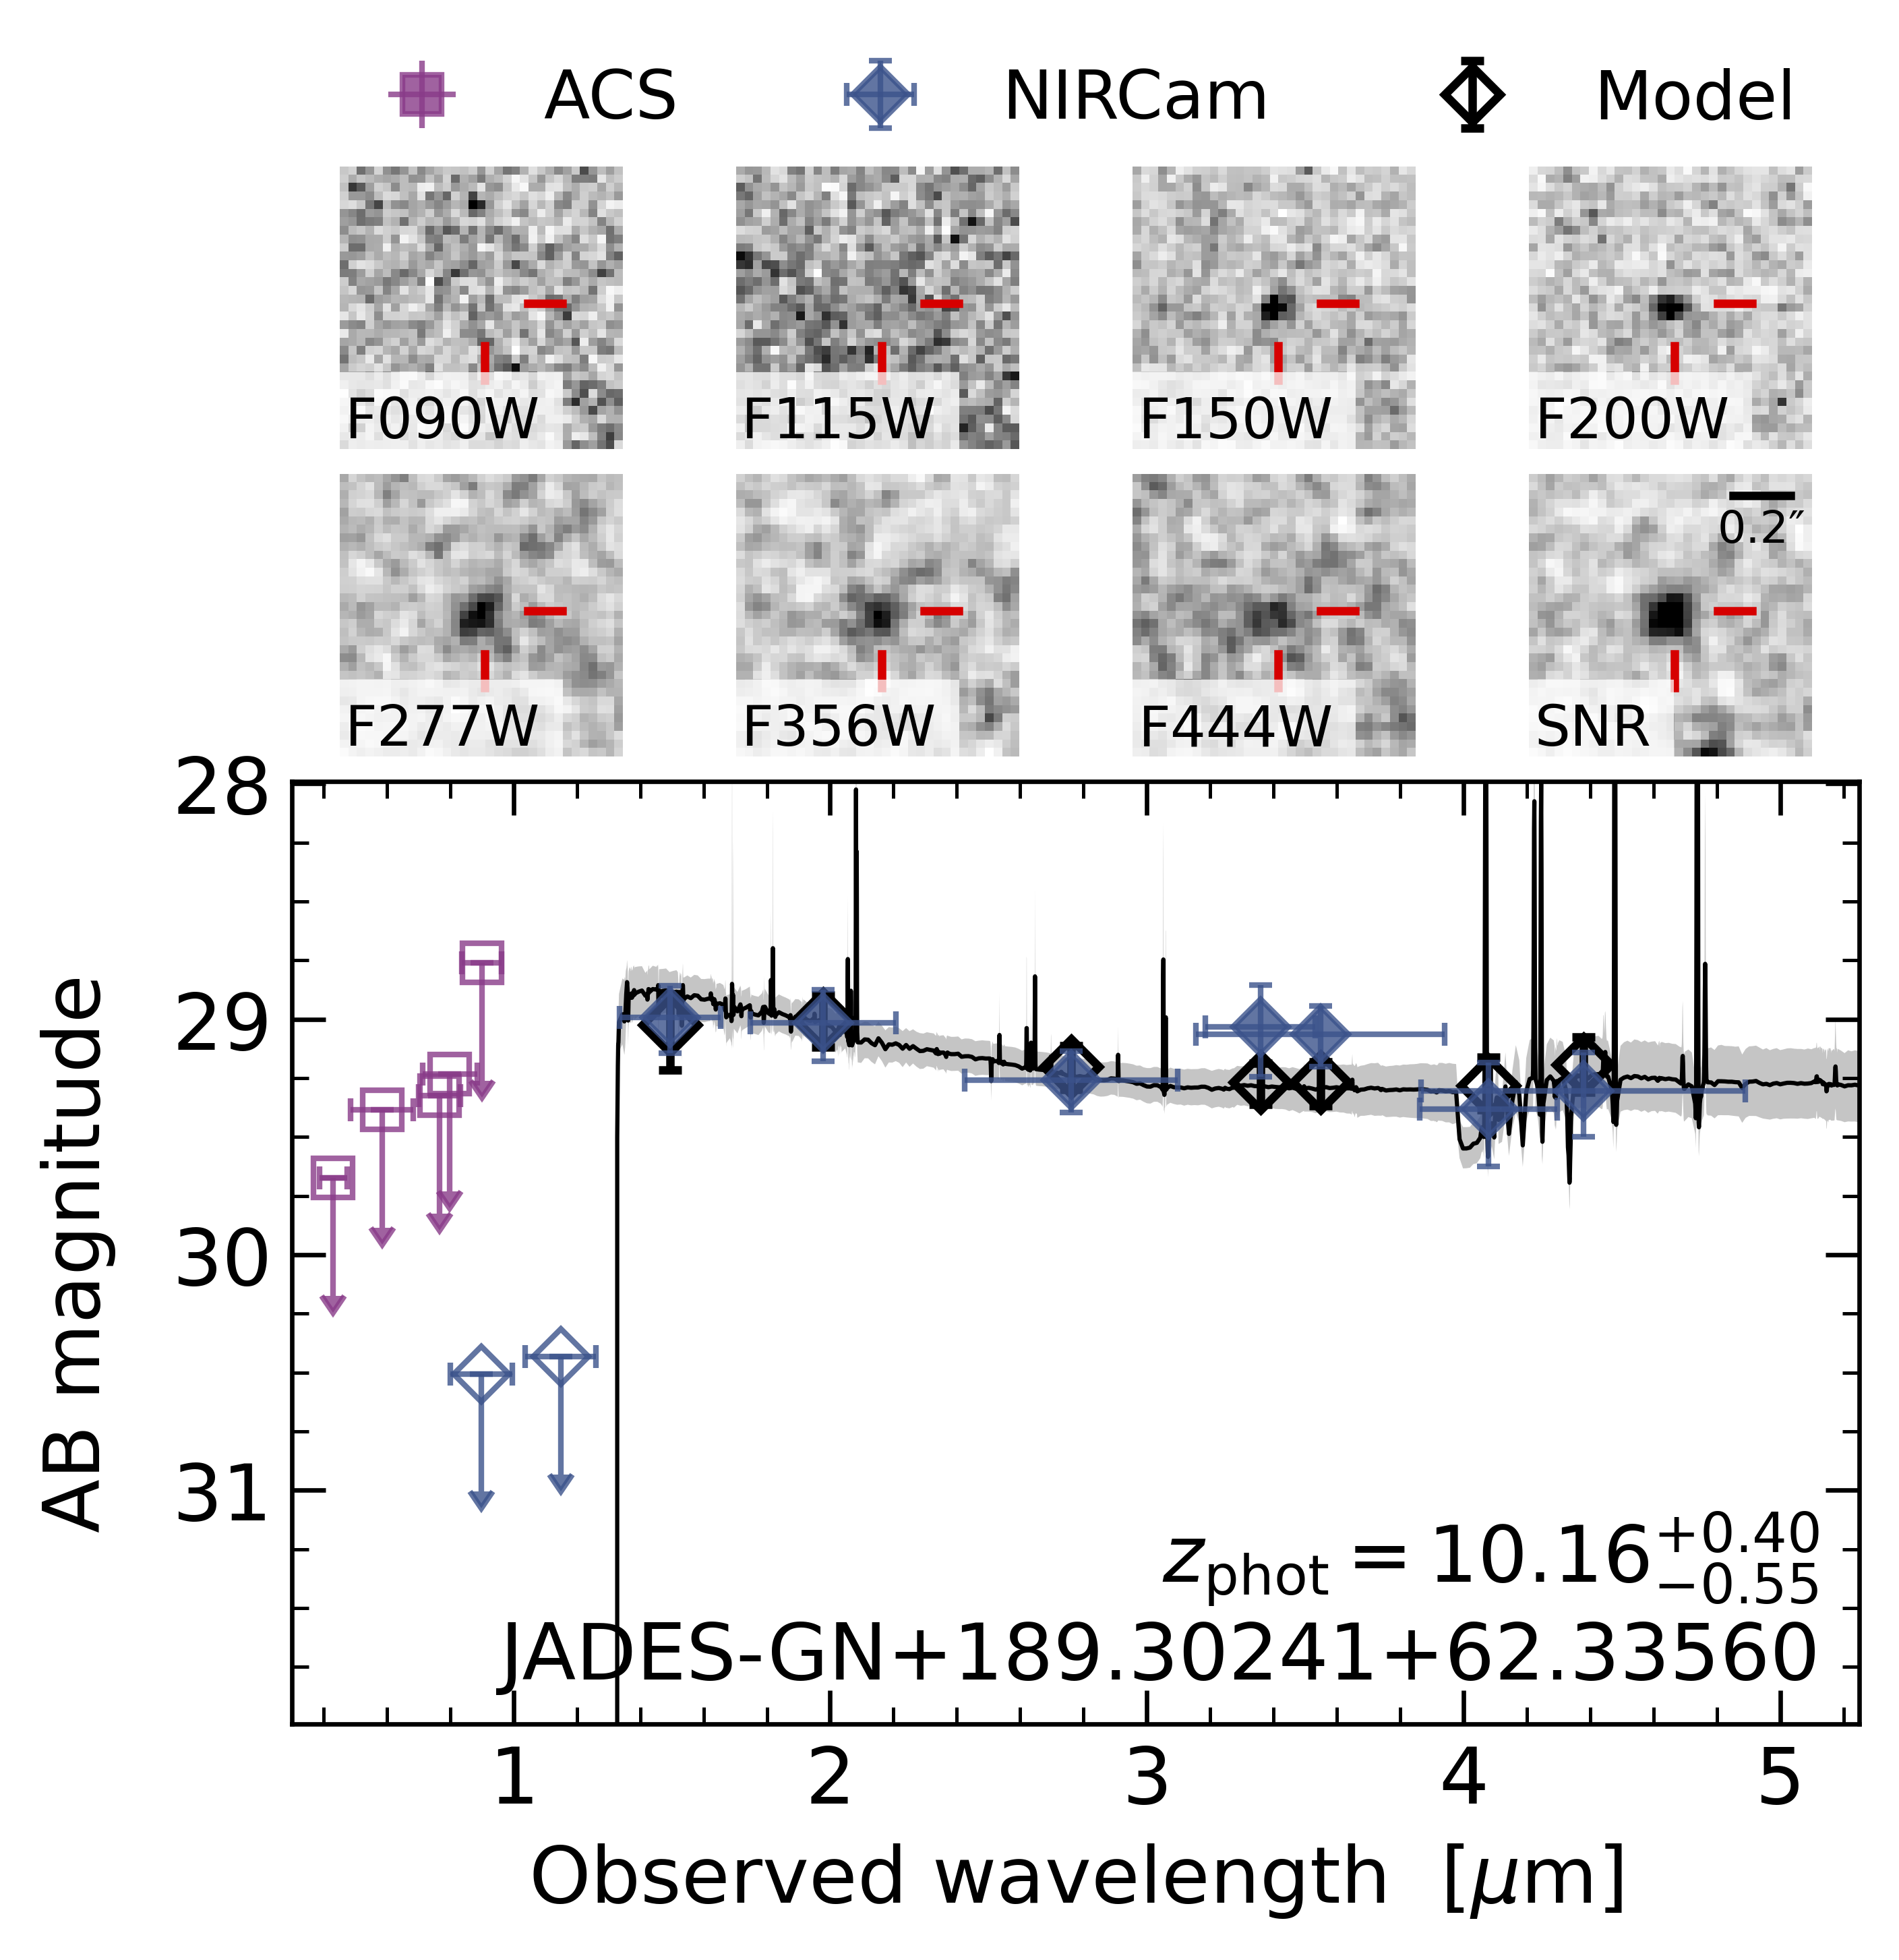 ACS NIRCam Model
F090W F115W F150W F200W
0.2″
F277W F356W F444W SNR
28
29
30
31
AB magnitude
z_phot = 10.16^{+0.40}_{−0.55}
JADES-GN+189.30241+62.33560
1 2 3 4 5
Observed wavelength [μm]